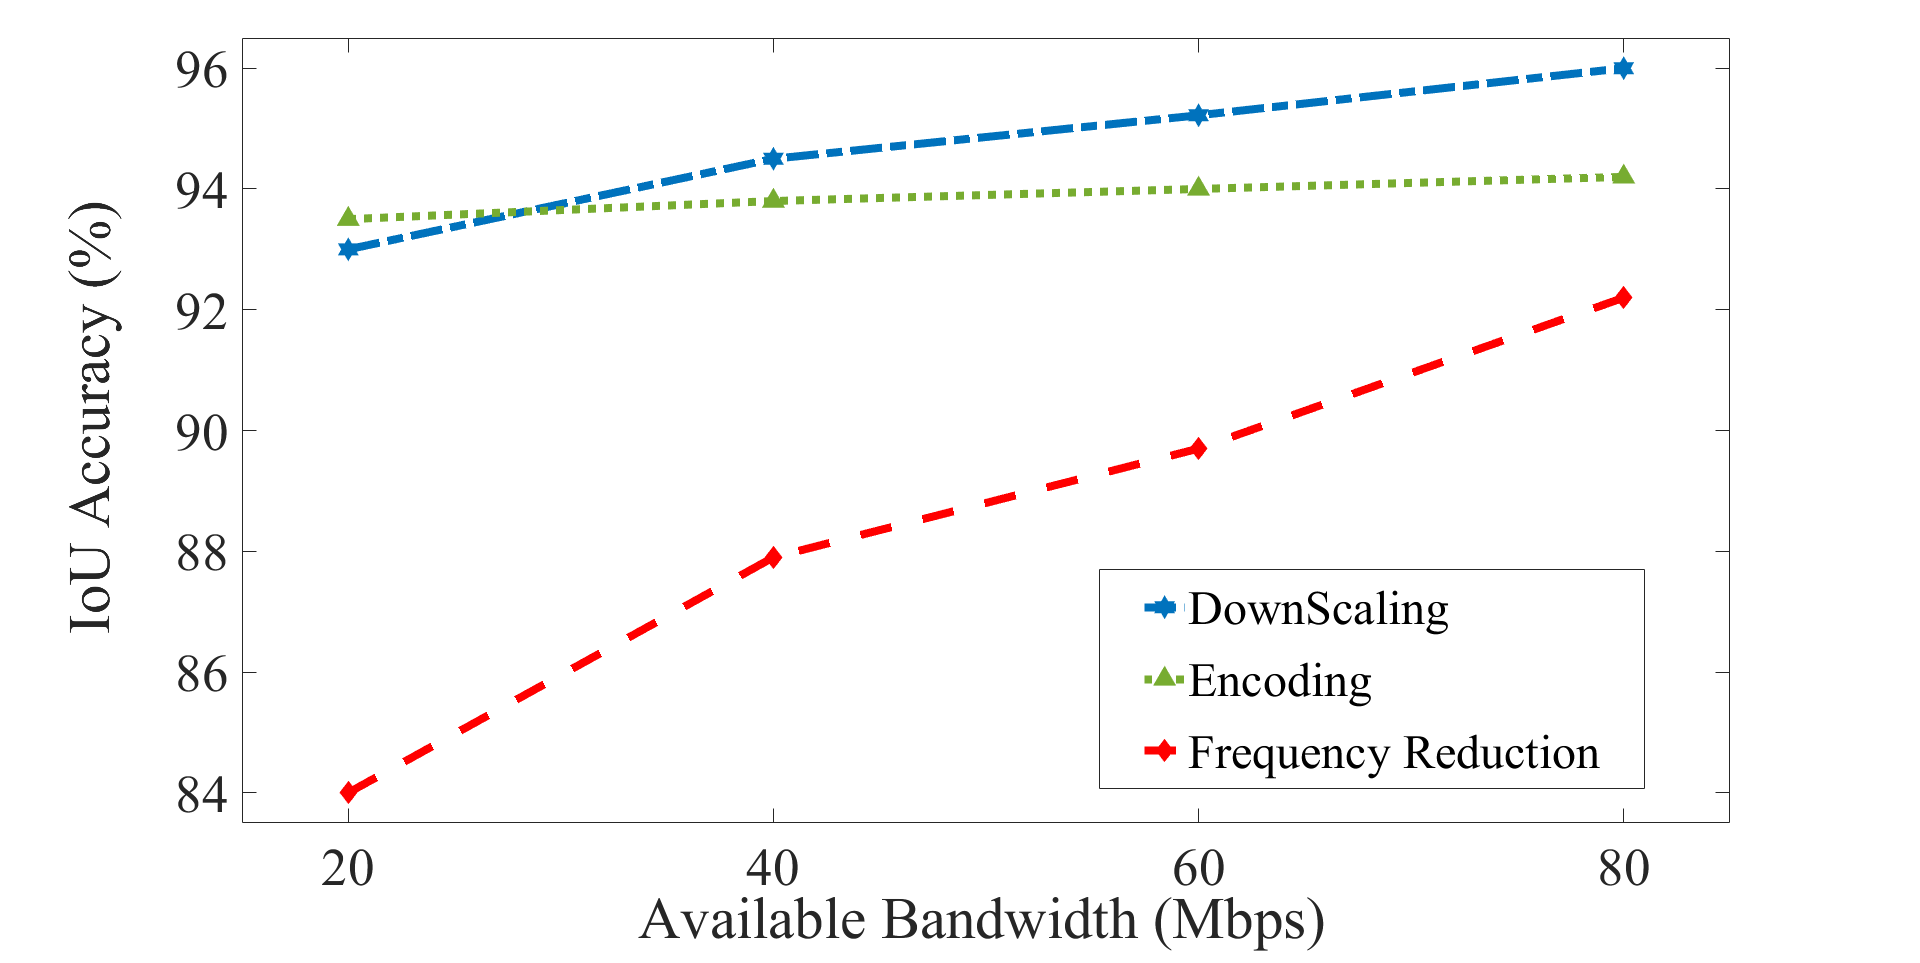 96
94
92
90
88
86
84
IoU Accuracy (%)
DownScaling
Encoding
Frequency Reduction
20 40 60 80
Available Bandwidth (Mbps)